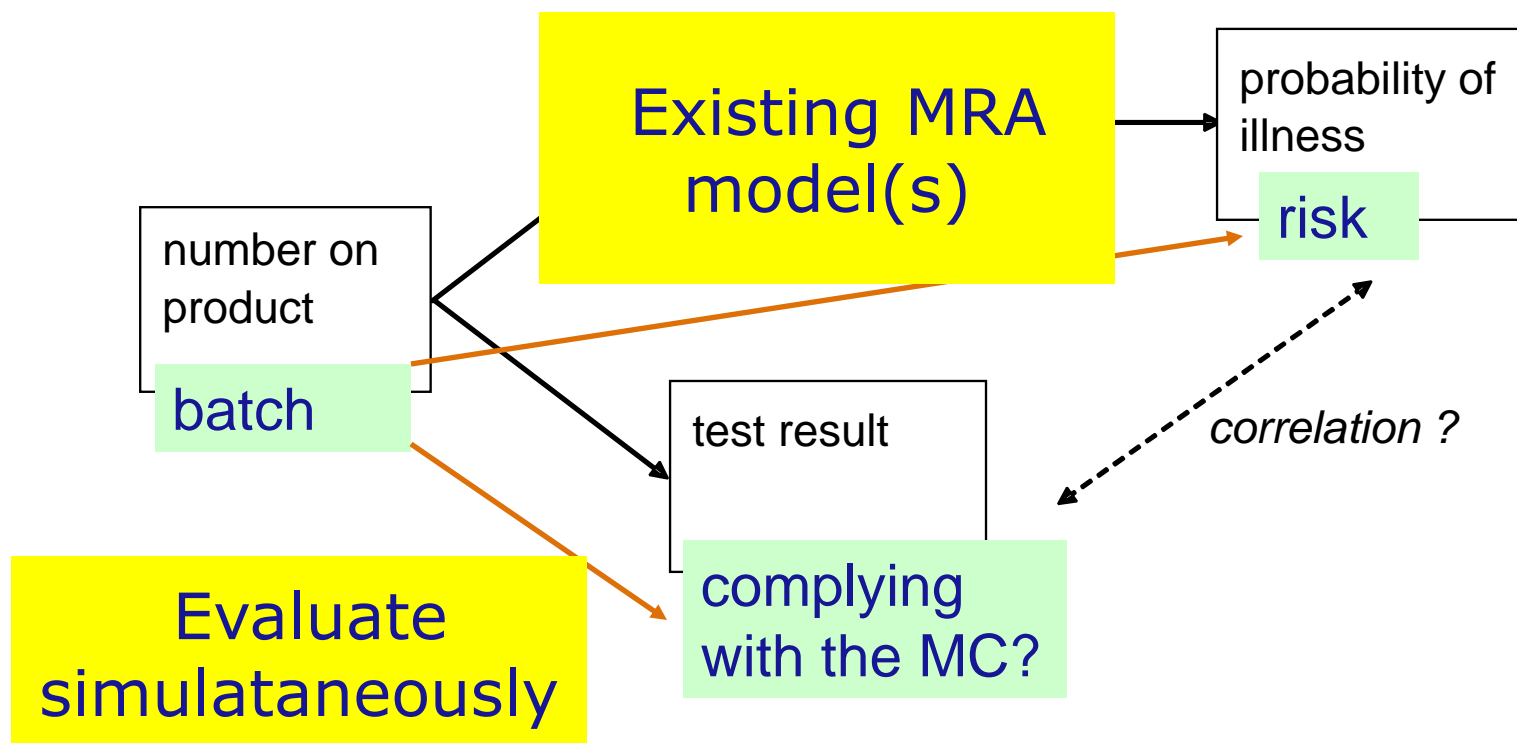 Existing MRA
model(s)
probability of
illness
risk
number on
product
batch
test result
correlation ?
complying
with the MC?
Evaluate
simulataneously